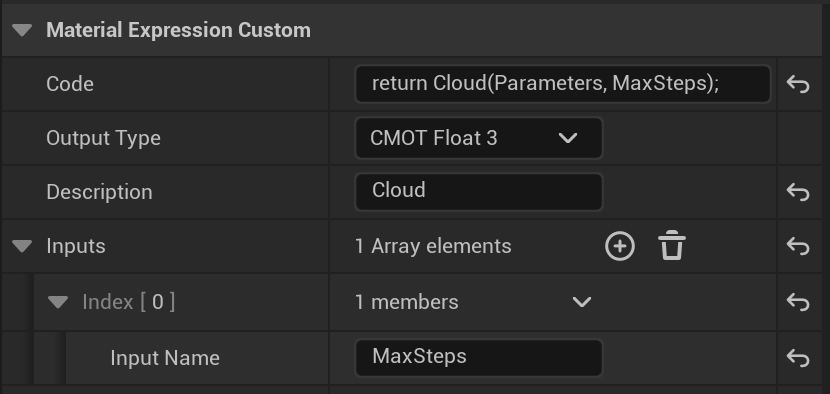 Material Expression Custom
Code return Cloud(Parameters, MaxSteps);
Output Type CMOT Float 3
Description Cloud
Inputs 1 Array elements
Index [ 0 ] 1 members
Input Name MaxSteps